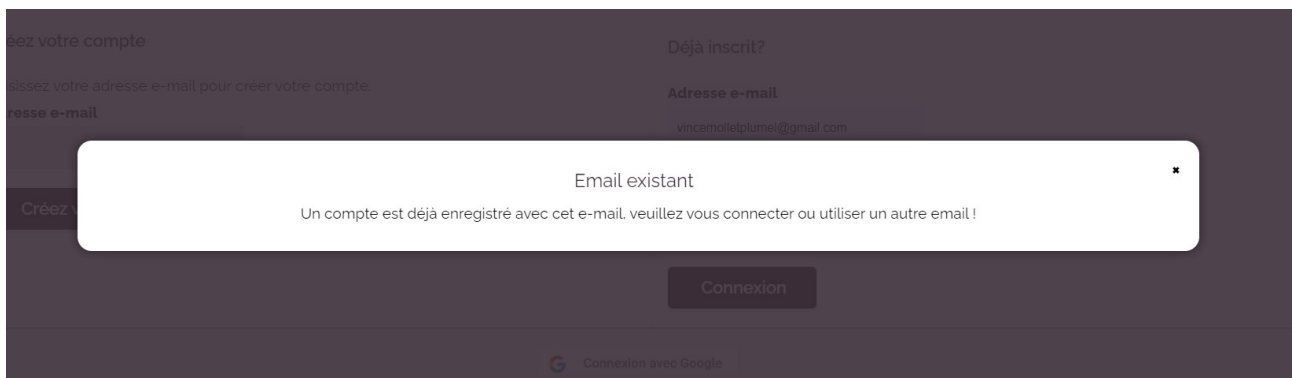 éez votre compte
sissez votre adresse e-mail pour créer votre compte.
resse e-mail
Créez v
Déjà inscrit?
Adresse e-mail
vincemolletplumel@gmail.com
Email existant
Un compte est déjà enregistré avec cet e-mail, veuillez vous connecter ou utiliser un autre email !
Connexion
Connexion avec Google